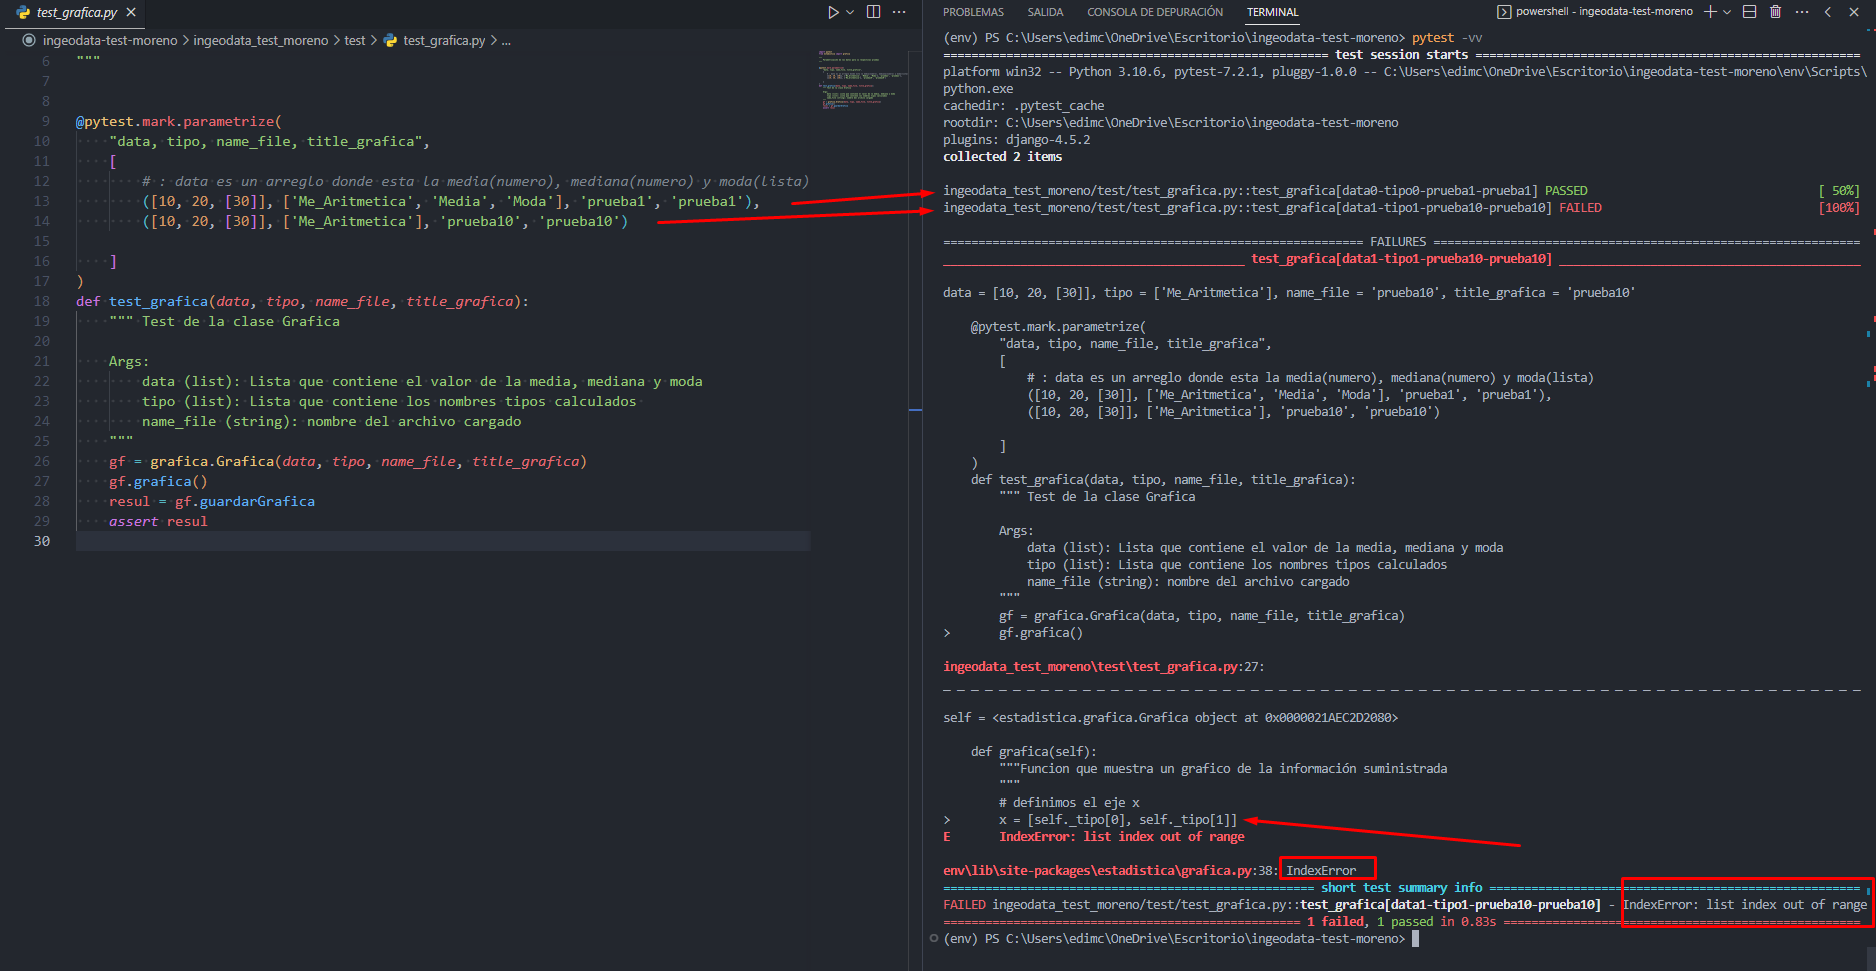 test_grafica.py
ingeodata-test-moreno > ingeodata_test_moreno > test > test_grafica.py > ...
6 """
7
8
9 @pytest.mark.parametrize(
10 "data, tipo, name_file, title_grafica",
11 [
12 # : data es un arreglo donde esta la media(numero), mediana(numero) y moda(lista)
13 ([10, 20, [30]], ['Me_Aritmetica', 'Media', 'Moda'], 'prueba1', 'prueba1'),
14 ([10, 20, [30]], ['Me_Aritmetica'], 'prueba10', 'prueba10')
15
16 ]
17 )
18 def test_grafica(data, tipo, name_file, title_grafica):
19 """ Test de la clase Grafica
20
21 Args:
22 data (list): Lista que contiene el valor de la media, mediana y moda
23 tipo (list): Lista que contiene los nombres tipos calculados
24 name_file (string): nombre del archivo cargado
25 """
26 gf = grafica.Grafica(data, tipo, name_file, title_grafica)
27 gf.grafica()
28 resul = gf.guardarGrafica
29 assert resul
30
PROBLEMAS SALIDA CONSOLA DE DEPURACIÓN TERMINAL powershell - ingeodata-test-moreno
(env) PS C:\Users\edimc\OneDrive\Escritorio\ingeodata-test-moreno> pytest -vv
test session starts
platform win32 -- Python 3.10.6, pytest-7.2.1, pluggy-1.0.0 -- C:\Users\edimc\OneDrive\Escritorio\ingeodata-test-moreno\env\Scripts\
python.exe
cachedir: .pytest_cache
rootdir: C:\Users\edimc\OneDrive\Escritorio\ingeodata-test-moreno
plugins: django-4.5.2
collected 2 items
ingeodata_test_moreno/test/test_grafica.py::test_grafica[data0-tipo0-prueba1-prueba1] PASSED [ 50%]
ingeodata_test_moreno/test/test_grafica.py::test_grafica[data1-tipo1-prueba10-prueba10] FAILED [100%]
FAILURES
test_grafica[data1-tipo1-prueba10-prueba10]
data = [10, 20, [30]], tipo = ['Me_Aritmetica'], name_file = 'prueba10', title_grafica = 'prueba10'
@pytest.mark.parametrize(
"data, tipo, name_file, title_grafica",
[
# : data es un arreglo donde esta la media(numero), mediana(numero) y moda(lista)
([10, 20, [30]], ['Me_Aritmetica', 'Media', 'Moda'], 'prueba1', 'prueba1'),
([10, 20, [30]], ['Me_Aritmetica'], 'prueba10', 'prueba10')
]
)
def test_grafica(data, tipo, name_file, title_grafica):
""" Test de la clase Grafica
Args:
data (list): Lista que contiene el valor de la media, mediana y moda
tipo (list): Lista que contiene los nombres tipos calculados
name_file (string): nombre del archivo cargado
"""
gf = grafica.Grafica(data, tipo, name_file, title_grafica)
> gf.grafica()
ingeodata_test_moreno\test\test_grafica.py:27:
self = <estadistica.grafica.Grafica object at 0x0000021AEC2D2080>
def grafica(self):
"""Funcion que muestra un grafico de la información suministrada
"""
# definimos el eje x
> x = [self._tipo[0], self._tipo[1]]
E IndexError: list index out of range
env\lib\site-packages\estadistica\grafica.py:38: IndexError
short test summary info
FAILED ingeodata_test_moreno/test/test_grafica.py::test_grafica[data1-tipo1-prueba10-prueba10] - IndexError: list index out of range
1 failed, 1 passed in 0.83s
(env) PS C:\Users\edimc\OneDrive\Escritorio\ingeodata-test-moreno>